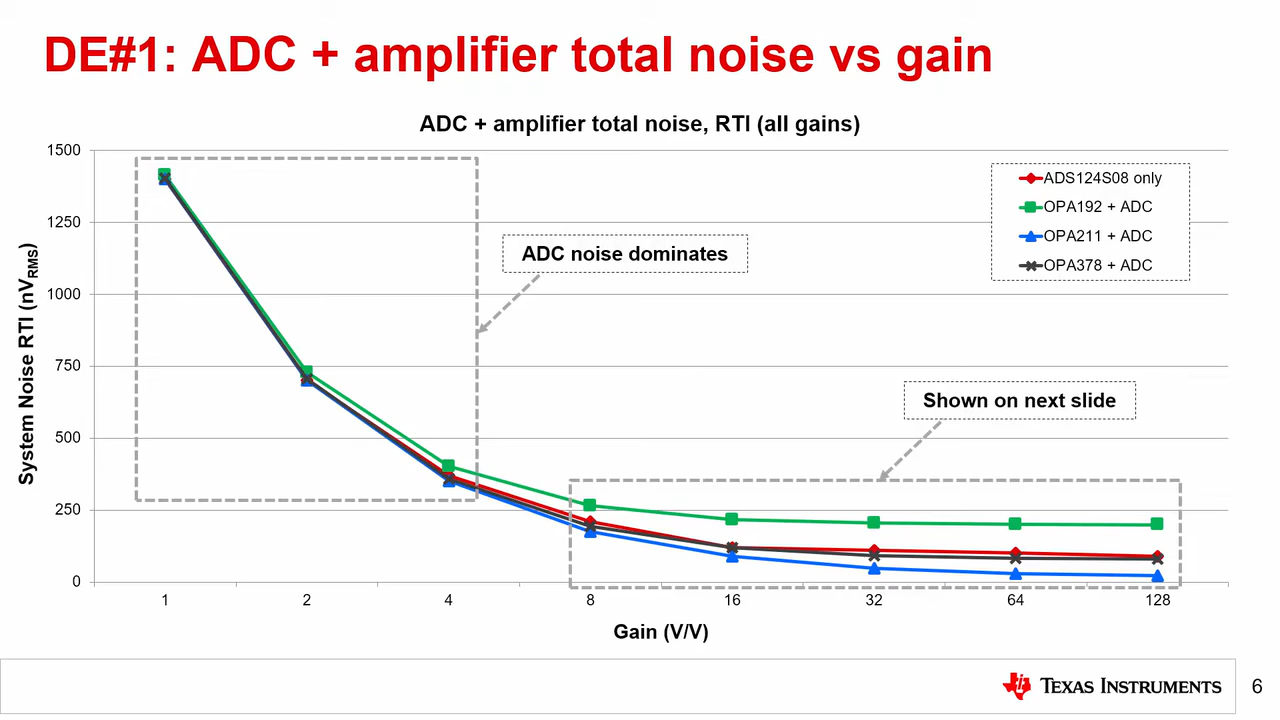 DE#1: ADC + amplifier total noise vs gain
ADC + amplifier total noise, RTI (all gains)
System Noise RTI (nVRMS)
1500
1250
1000
750
500
250
0
ADS124S08 only
OPA192 + ADC
OPA211 + ADC
OPA378 + ADC
ADC noise dominates
Shown on next slide
1 2 4 8 16 32 64 128
Gain (V/V)
TEXAS INSTRUMENTS
6